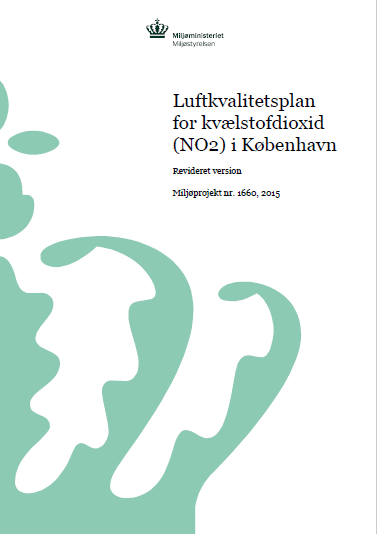 Miljøministeriet
Miljøstyrelsen
Luftkvalitetsplan
for kvælstofdioxid
(NO2) i København
Revideret version
Miljøprojekt nr. 1660, 2015